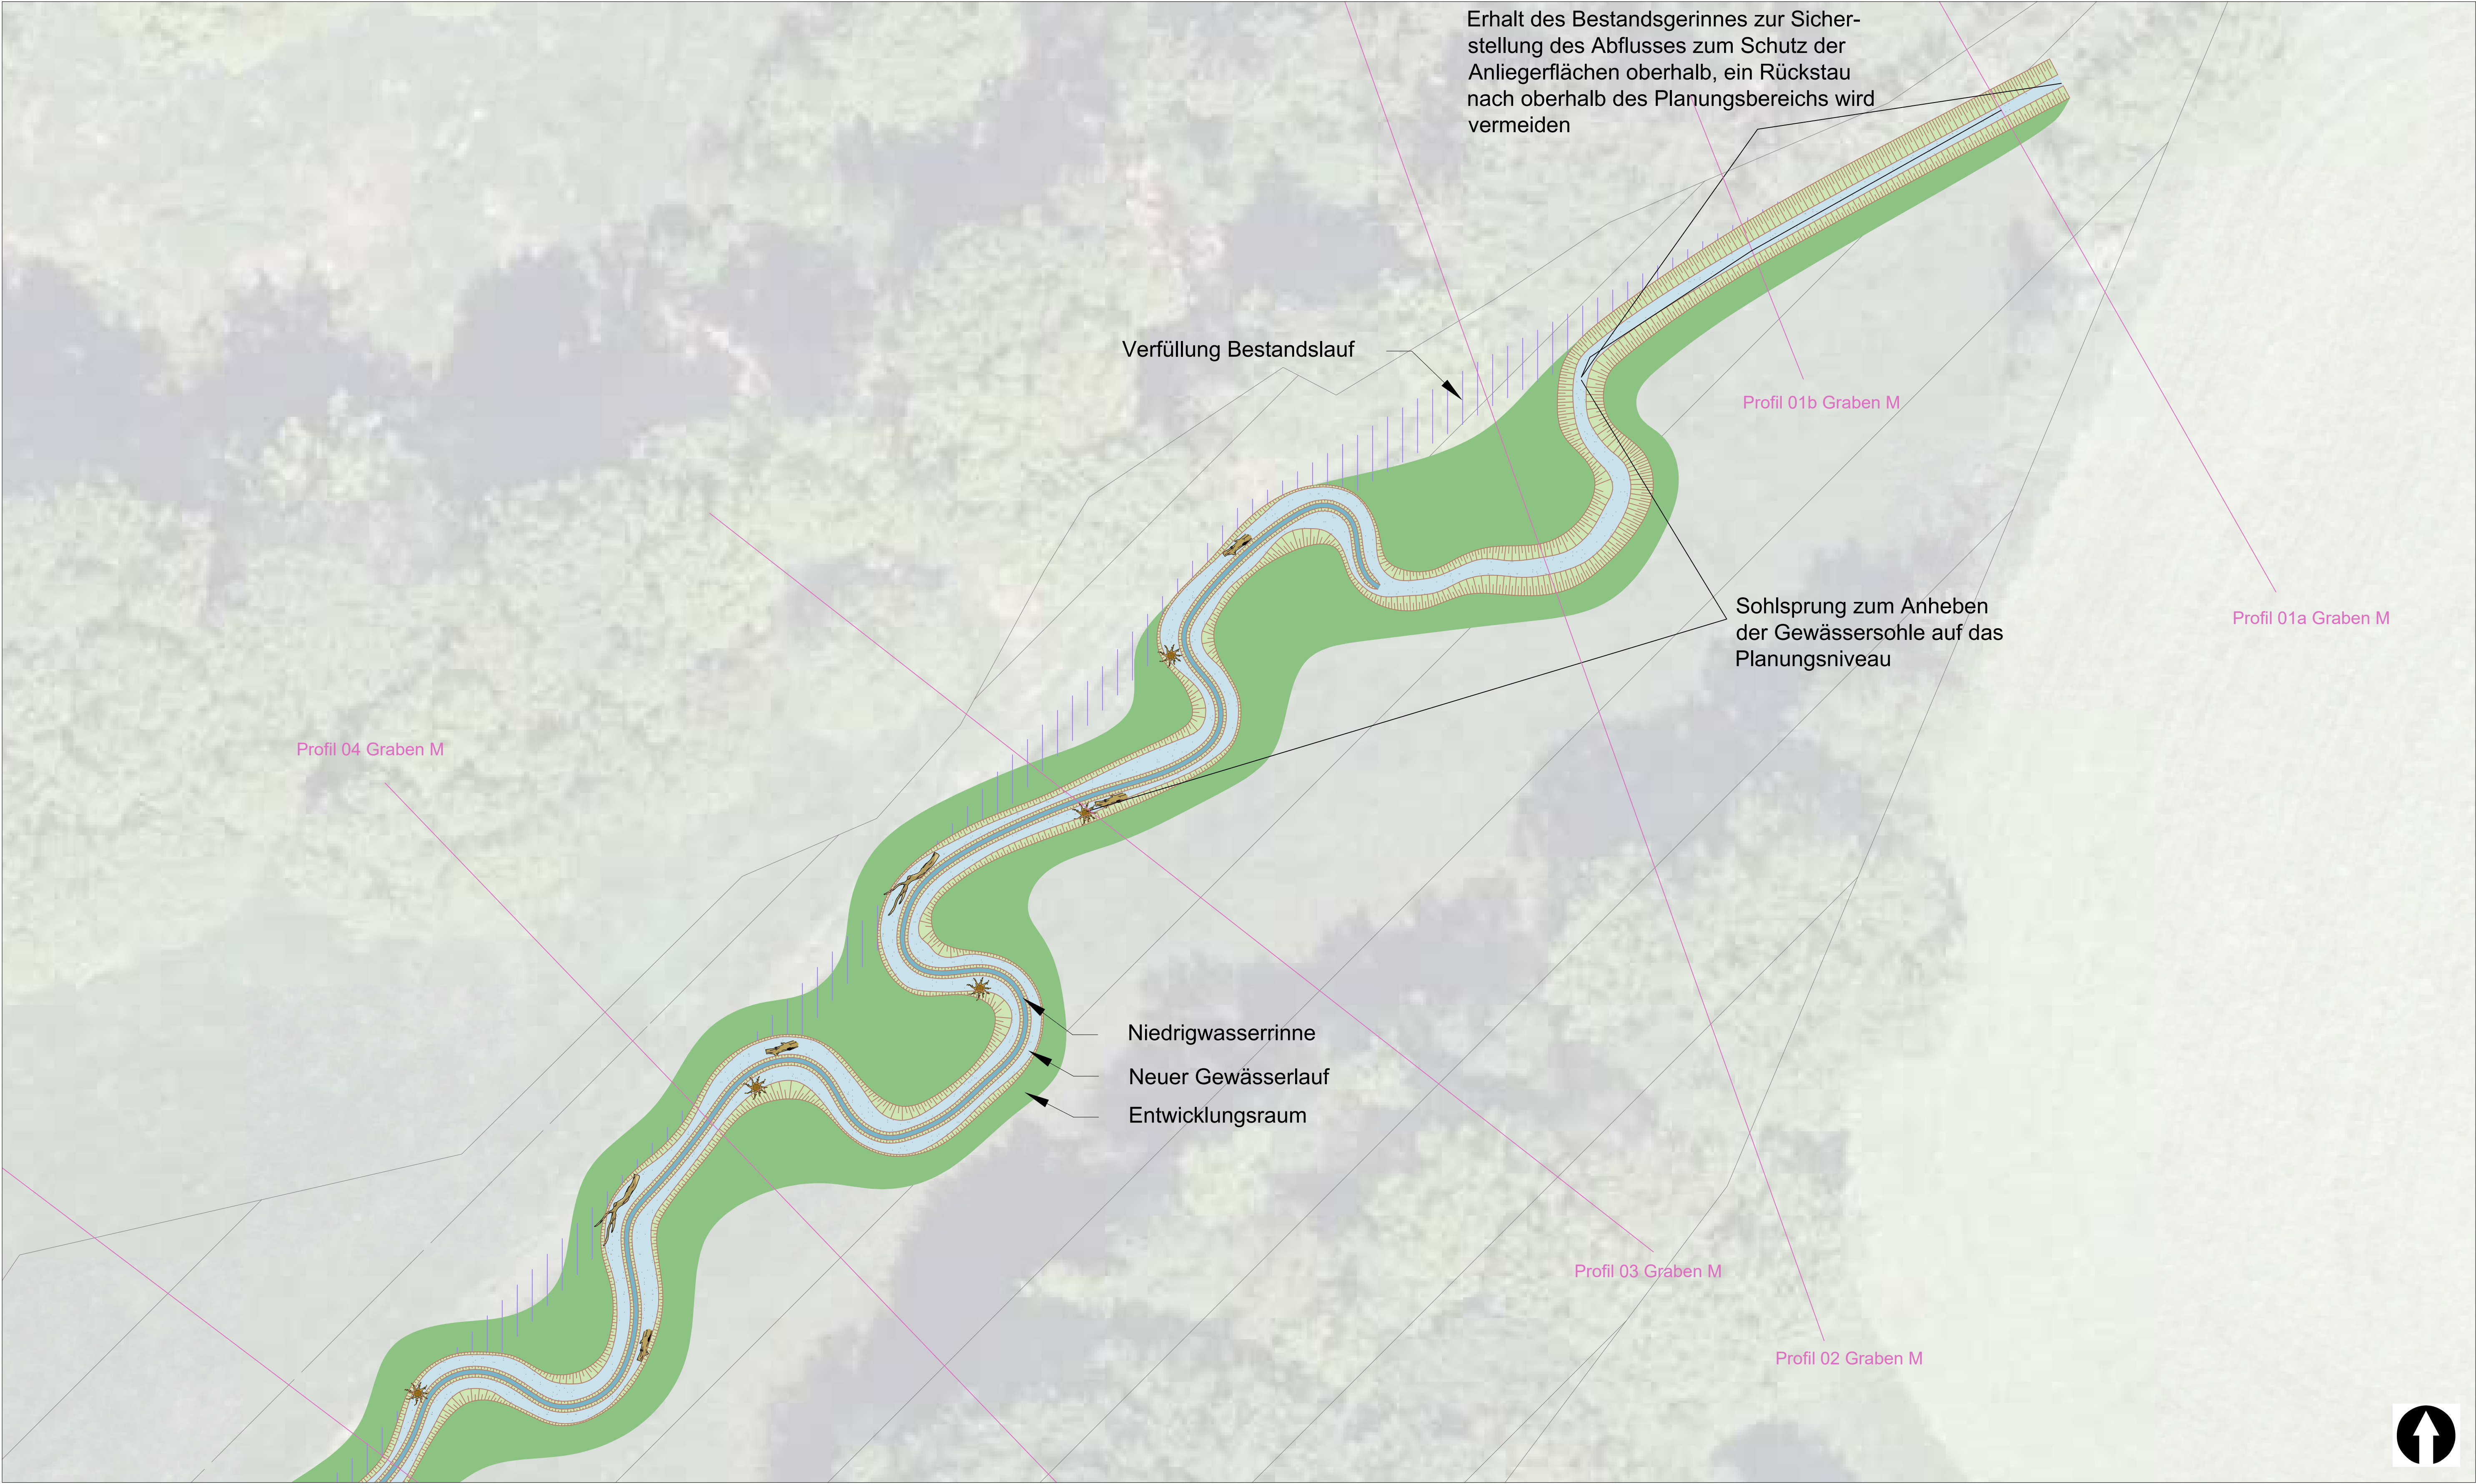 Erhalt des Bestandsgerinnes zur Sicher-
stellung des Abflusses zum Schutz der
Anliegerflächen oberhalb, ein Rückstau
nach oberhalb des Planungsbereichs wird
vermeiden
Verfüllung Bestandslauf
Profil 01b Graben M
Sohlsprung zum Anheben
der Gewässersohle auf das
Planungsniveau
Profil 01a Graben M
Profil 04 Graben M
Niedrigwasserrinne
Neuer Gewässerlauf
Entwicklungsraum
Profil 03 Graben M
Profil 02 Graben M